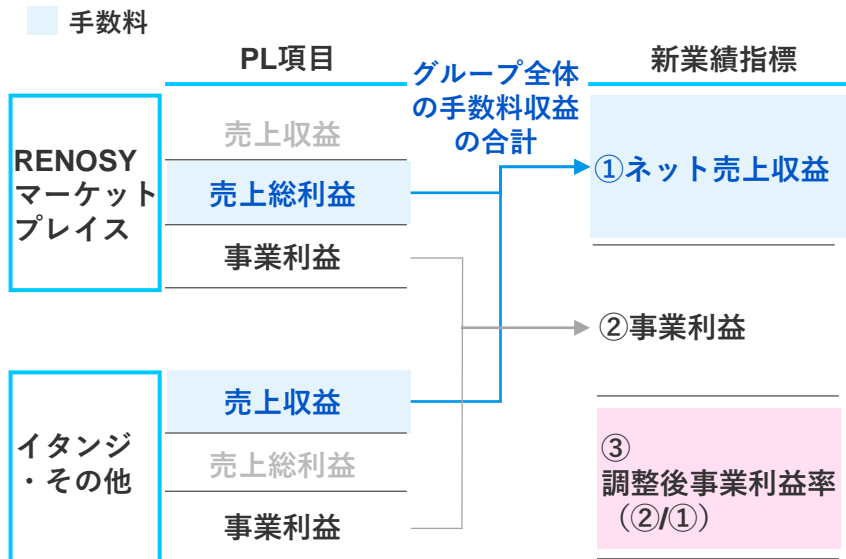 手数料
PL項目
グループ全体
の手数料収益
の合計
新業績指標
RENOSY
マーケット
プレイス
売上収益
売上総利益
事業利益
①ネット売上収益
②事業利益
イタンジ
・その他
売上収益
売上総利益
事業利益
③
調整後事業利益率
（②/①）